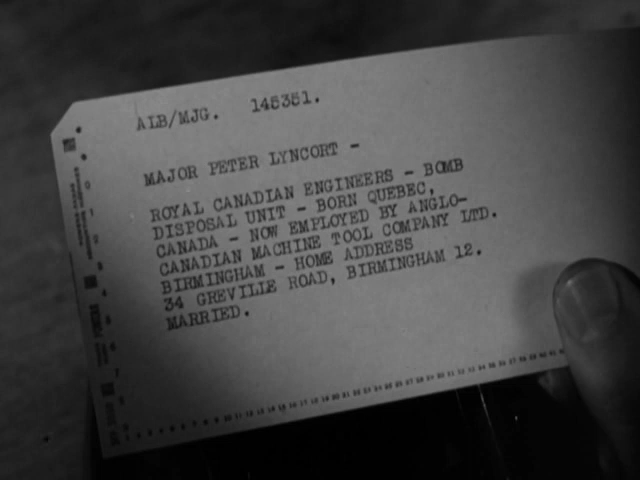 ALB/MJG. 145351.
MAJOR PETER LYNCORT -
ROYAL CANADIAN ENGINEERS - BOMB
DISPOSAL UNIT - BORN QUEBEC,
CANADA - NOW EMPLOYED BY ANGLO-
CANADIAN MACHINE TOOL COMPANY LTD.
BIRMINGHAM - HOME ADDRESS
34 GREVILLE ROAD, BIRMINGHAM 12.
MARRIED.